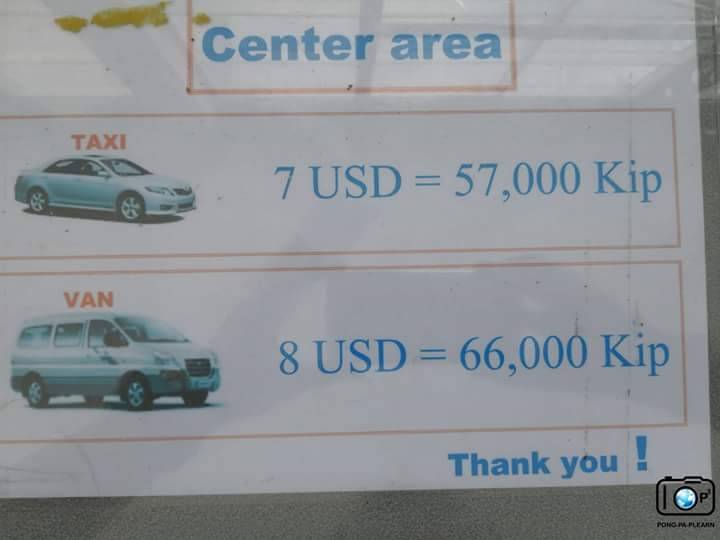 Center area
TAXI
7 USD = 57,000 Kip
VAN
8 USD = 66,000 Kip
Thank you !
P
PONG-PA-PLEARN